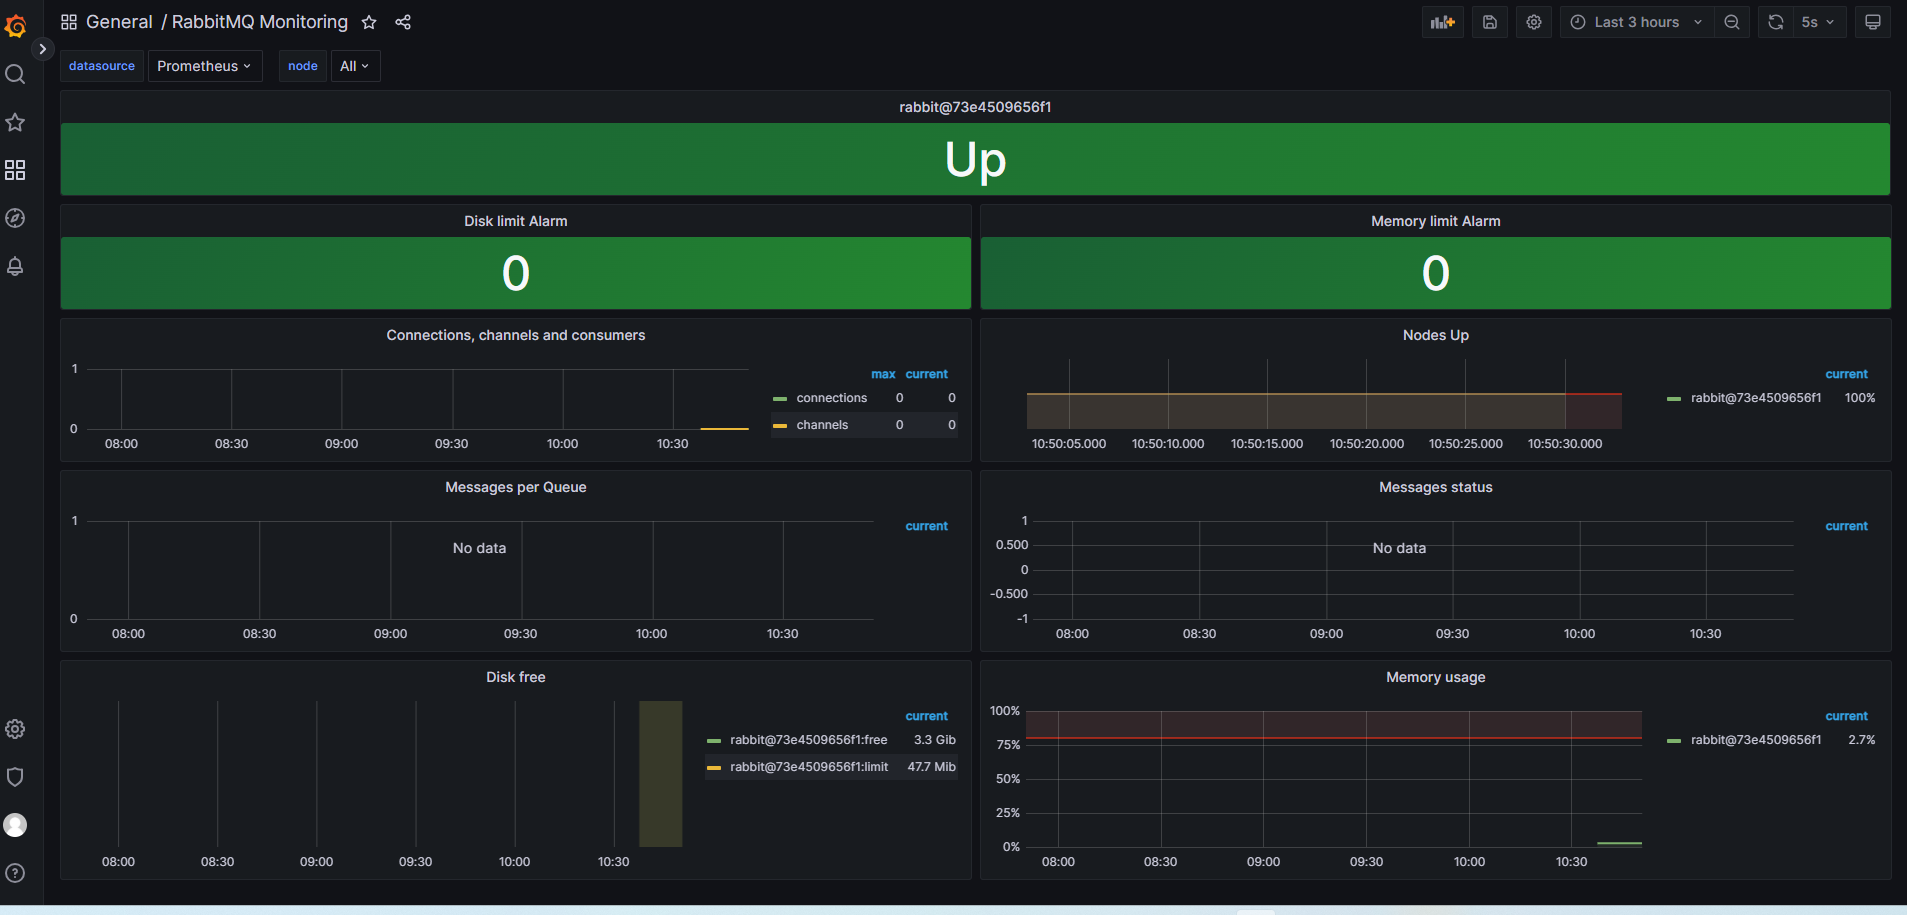 General / RabbitMQ Monitoring
Last 3 hours
5s
datasource Prometheus node All
rabbit@73e4509656f1
Up
Disk limit Alarm
0
Memory limit Alarm
0
Connections, channels and consumers
1
0
08:00 08:30 09:00 09:30 10:00 10:30
max current
connections 0 0
channels 0 0
Nodes Up
10:50:05.000 10:50:10.000 10:50:15.000 10:50:20.000 10:50:25.000 10:50:30.000
current
rabbit@73e4509656f1 100%
Messages per Queue
1
No data
0
08:00 08:30 09:00 09:30 10:00 10:30
current
Messages status
1
0.500
No data
0
-0.500
-1
08:00 08:30 09:00 09:30 10:00 10:30
current
Disk free
08:00 08:30 09:00 09:30 10:00 10:30
current
rabbit@73e4509656f1:free 3.3 Gib
rabbit@73e4509656f1:limit 47.7 Mib
Memory usage
100%
75%
50%
25%
0%
08:00 08:30 09:00 09:30 10:00 10:30
current
rabbit@73e4509656f1 2.7%